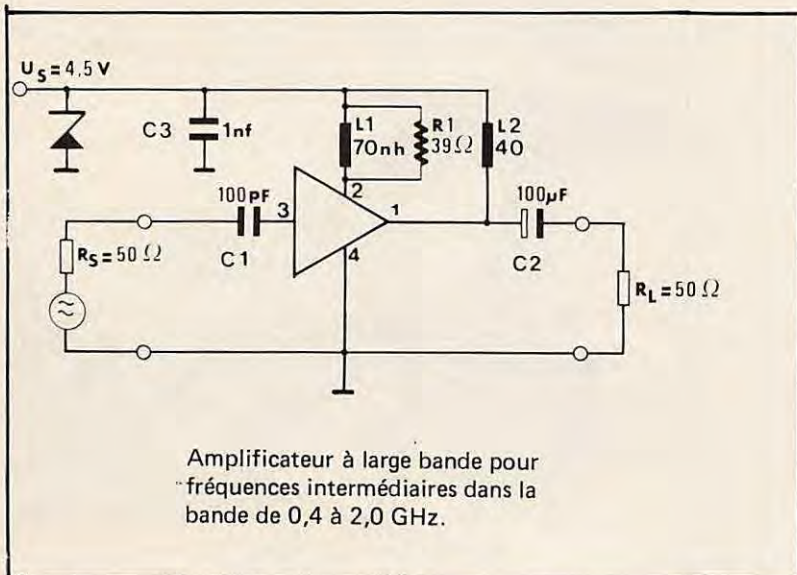 U_S = 4.5 V
C3
1nf
L1
70nh
R1
39Ω
L2
40
100pF
3
2
1
4
100µF
C1
C2
R_S = 50 Ω
R_L = 50 Ω
Amplificateur à large bande pour
fréquences intermédiaires dans la
bande de 0,4 à 2,0 GHz.